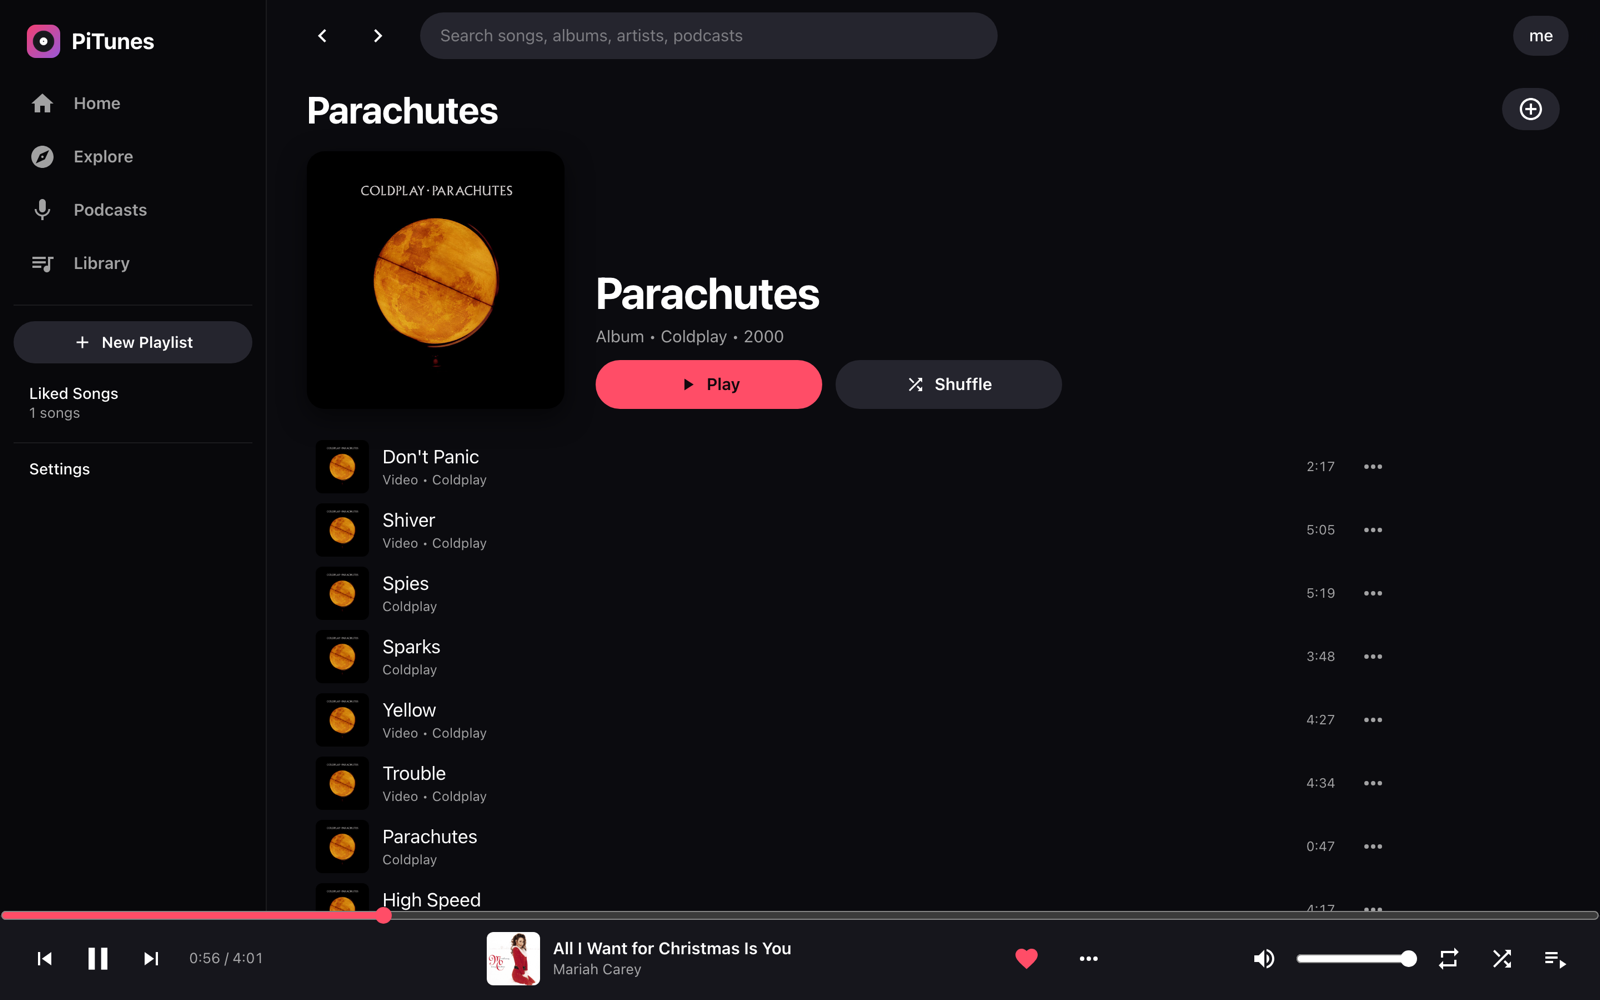 PiTunes
Home
Explore
Podcasts
Library
New Playlist
Liked Songs
1 songs
Settings
Search songs, albums, artists, podcasts
me
Parachutes
COLDPLAY·PARACHUTES
Parachutes
Album • Coldplay • 2000
Play
Shuffle
Don't Panic
Video • Coldplay
2:17
Shiver
Video • Coldplay
5:05
Spies
Coldplay
5:19
Sparks
Coldplay
3:48
Yellow
Video • Coldplay
4:27
Trouble
Video • Coldplay
4:34
Parachutes
Coldplay
0:47
High Speed
4:17
0:56 / 4:01
All I Want for Christmas Is You
Mariah Carey